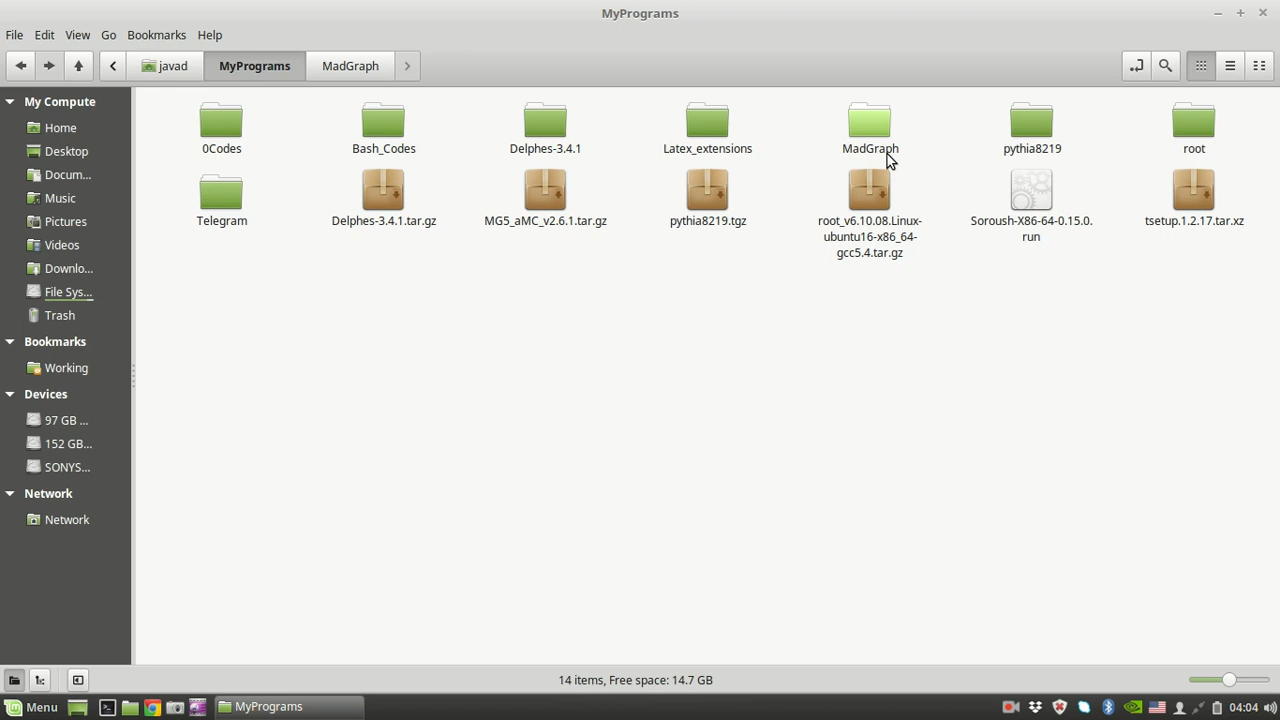 MyPrograms
File Edit View Go Bookmarks Help
javad MyPrograms MadGraph
My Compute
Home
Desktop
Docum...
Music
Pictures
Videos
Downlo...
File Sys...
Trash
Bookmarks
Working
Devices
97 GB ...
152 GB...
SONYS...
Network
Network
0Codes Bash_Codes Delphes-3.4.1 Latex_extensions MadGraph pythia8219 root
Telegram Delphes-3.4.1.tar.gz MG5_aMC_v2.6.1.tar.gz pythia8219.tgz root_v6.10.08.Linux- Soroush-X86-64-0.15.0. tsetup.1.2.17.tar.xz
ubuntu16-x86_64- run
gcc5.4.tar.gz
14 items, Free space: 14.7 GB
Menu MyPrograms 04:04